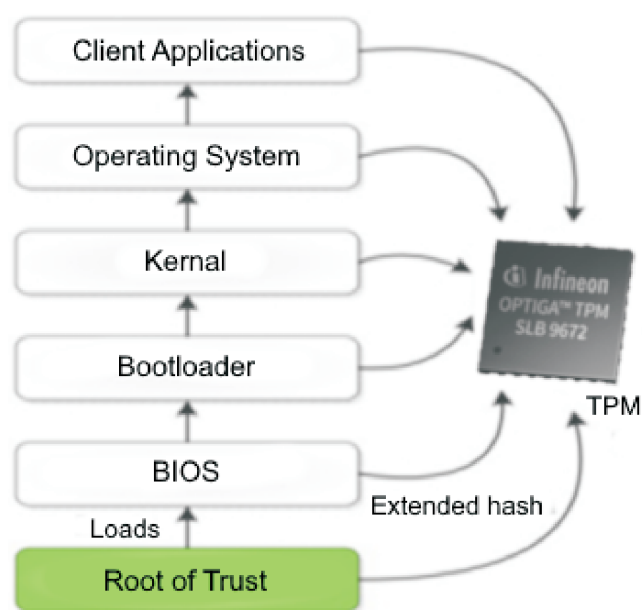 Client Applications
Operating System
Kernal
Infineon
OPTIGA™ TPM
SLB 9672
Bootloader
TPM
BIOS
Extended hash
Loads
Root of Trust